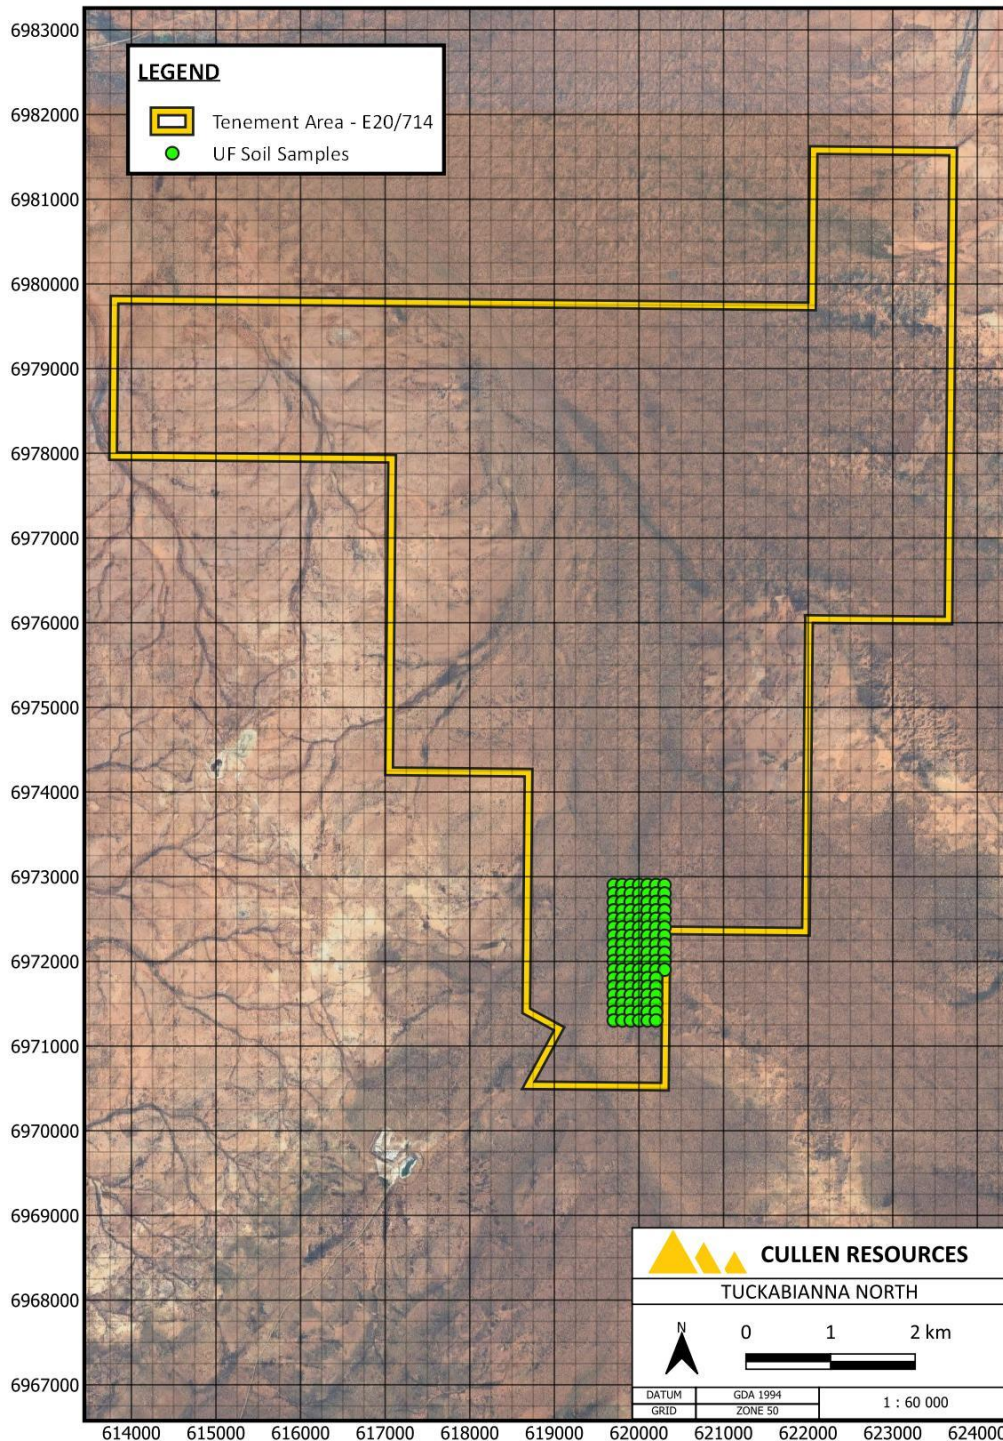 6983000
6982000
6981000
6980000
6979000
6978000
6977000
6976000
6975000
6974000
6973000
6972000
6971000
6970000
6969000
6968000
6967000
LEGEND
Tenement Area - E20/714
UF Soil Samples
CULLEN RESOURCES
TUCKABIANNA NORTH
N
0 1 2 km
DATUM GDA 1994
GRID ZONE 50
1 : 60 000
614000 615000 616000 617000 618000 619000 620000 621000 622000 623000 624000